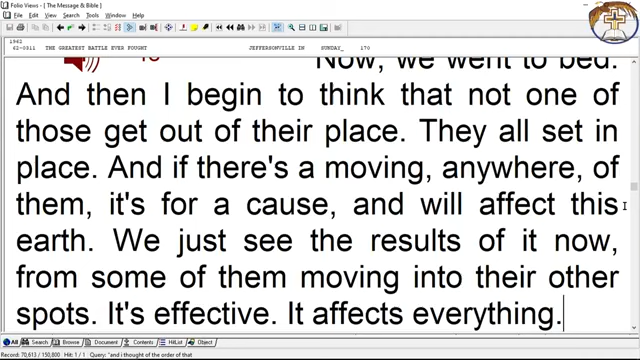 Folio Views - [The Message & Bible]
File Edit View Search Layout Tools Window Help
1962
62-0311 THE GREATEST BATTLE EVER FOUGHT JEFFERSONVILLE IN SUNDAY_ 170
Now, we went to bed.
And then I begin to think that not one of
those get out of their place. They all set in
place. And if there's a moving, anywhere, of
them, it's for a cause, and will affect this
earth. We just see the results of it now,
from some of them moving into their other
spots. It's effective. It affects everything.
All Search Browse Document Contents HitList Object
Record: 70,613 / 150,800 Hit: 1 / 1 Query: "and i thought of the order of that